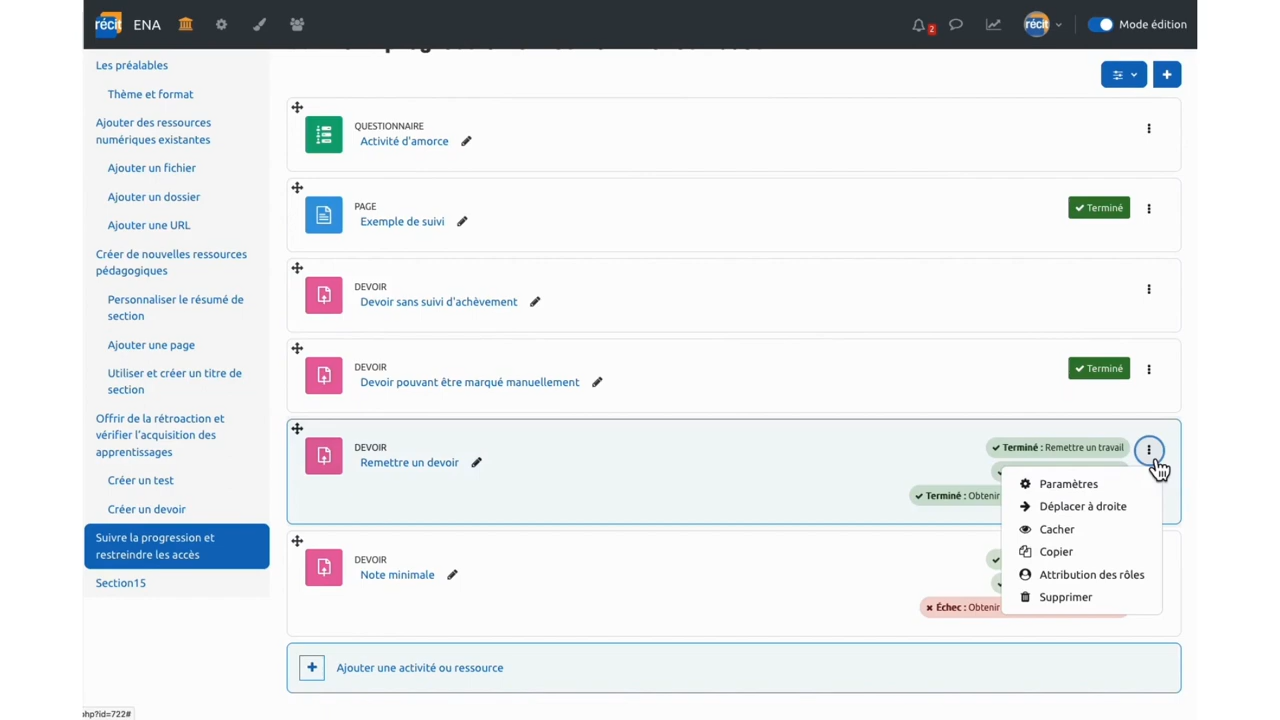 récit ENA
2
récit
Mode édition
Les préalables
Thème et format
Ajouter des ressources
numériques existantes
Ajouter un fichier
Ajouter un dossier
Ajouter une URL
Créer de nouvelles ressources
pédagogiques
Personnaliser le résumé de
section
Ajouter une page
Utiliser et créer un titre de
section
Offrir de la rétroaction et
vérifier l'acquisition des
apprentissages
Créer un test
Créer un devoir
Suivre la progression et
restreindre les accès
Section15
QUESTIONNAIRE
Activité d'amorce
PAGE
Exemple de suivi
Terminé
DEVOIR
Devoir sans suivi d'achèvement
DEVOIR
Devoir pouvant être marqué manuellement
Terminé
DEVOIR
Remettre un devoir
Terminé : Remettre un travail
Terminé : Obtenir
Paramètres
Déplacer à droite
Cacher
Copier
Attribution des rôles
Supprimer
DEVOIR
Note minimale
Échec : Obtenir
Ajouter une activité ou ressource
hp?id=722#